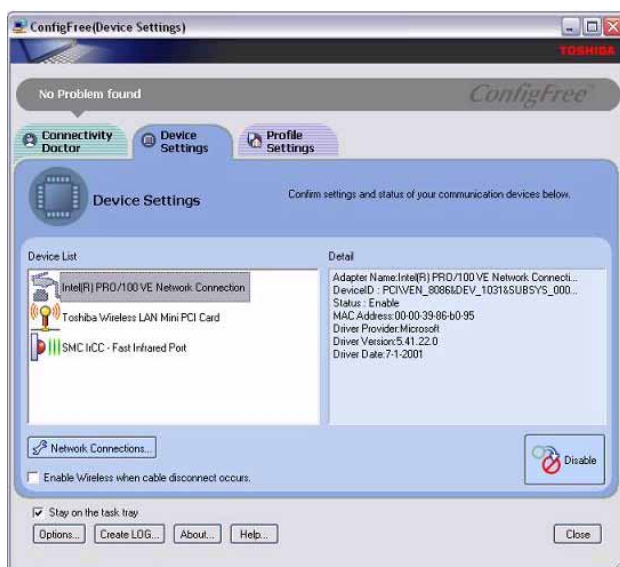 ConfigFree(Device Settings)
TOSHIBA
No Problem found
ConfigFree™
Connectivity Doctor
Device Settings
Profile Settings
Device Settings
Confirm settings and status of your communication devices below.
Device List
Intel(R) PRO/100 VE Network Connection
Toshiba Wireless LAN Mini PCI Card
SMC IrCC - Fast Infrared Port
Detail
Adapter Name:Intel(R) PRO/100 VE Network Connecti...
DeviceID : PCI\VEN_8086&DEV_1031&SUBSYS_000...
Status : Enable
MAC Address:00-00-39-86-b0-95
Driver Provider:Microsoft
Driver Version:5.41.22.0
Driver Date:7-1-2001
Network Connections...
Disable
Enable Wireless when cable disconnect occurs.
Stay on the task tray
Options...
Create LOG...
About...
Help...
Close